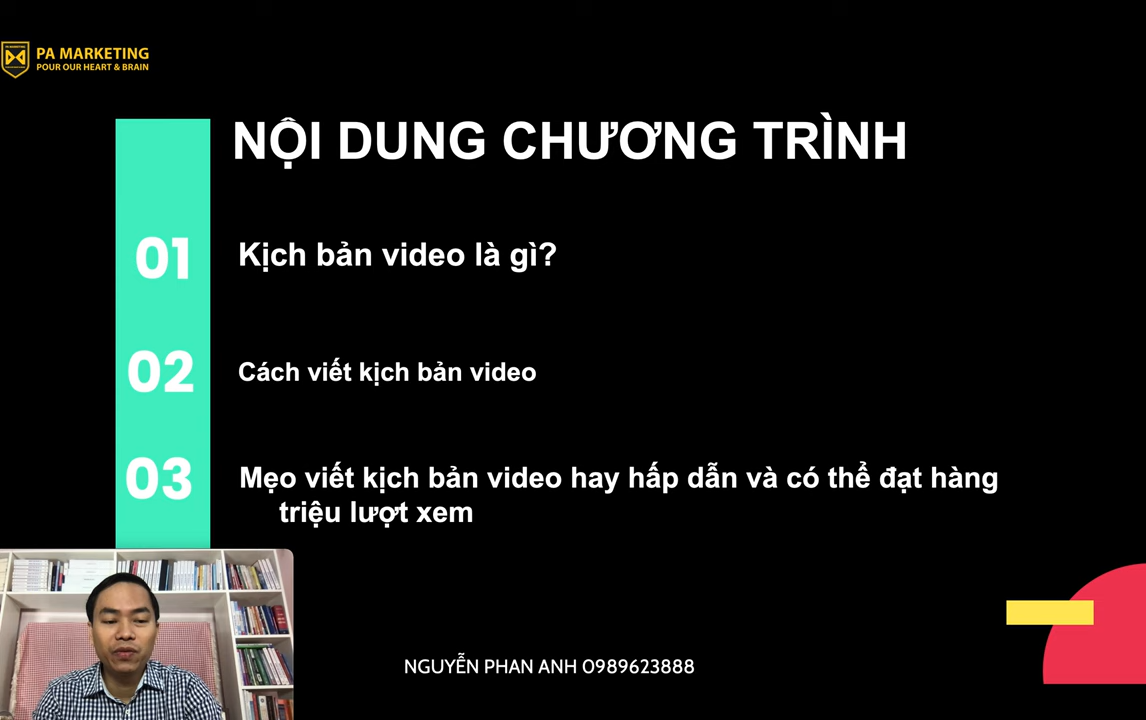 PA MARKETING
POUR OUR HEART & BRAIN
NỘI DUNG CHƯƠNG TRÌNH
01
Kịch bản video là gì?
02
Cách viết kịch bản video
03
Mẹo viết kịch bản video hay hấp dẫn và có thể đạt hàng
triệu lượt xem
NGUYỄN PHAN ANH 0989623888